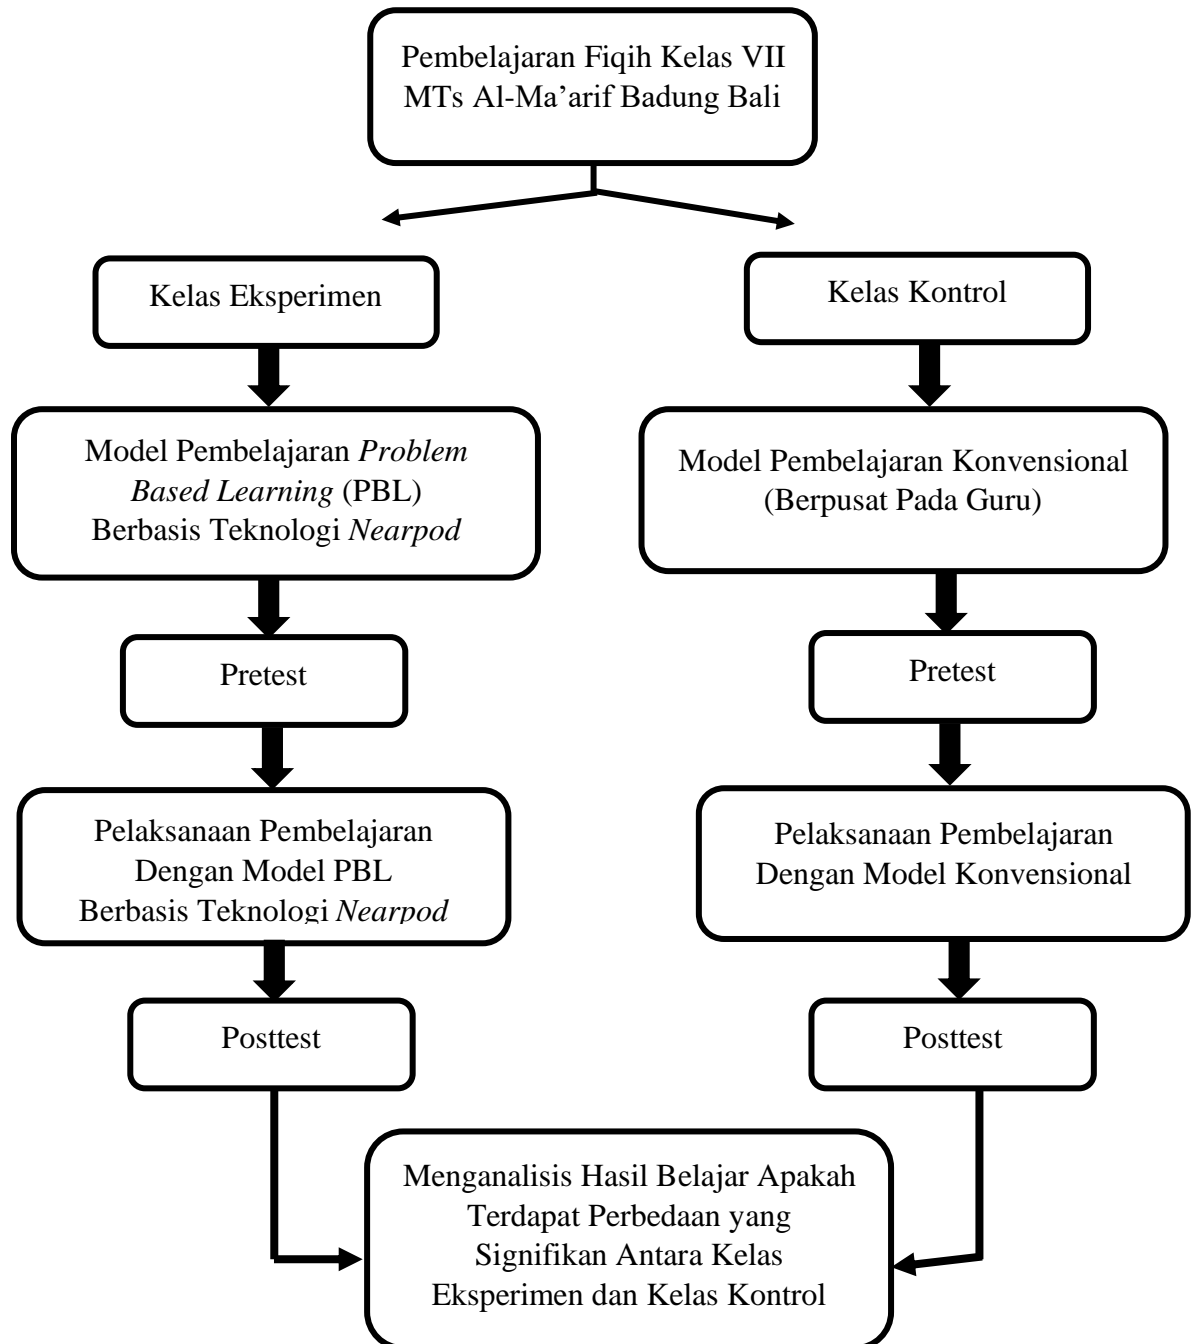 Pembelajaran Fiqih Kelas VII
MTs Al-Ma’arif Badung Bali
Kelas Eksperimen
Kelas Kontrol
Model Pembelajaran Problem
Based Learning (PBL)
Berbasis Teknologi Nearpod
Model Pembelajaran Konvensional
(Berpusat Pada Guru)
Pretest
Pretest
Pelaksanaan Pembelajaran
Dengan Model PBL
Berbasis Teknologi Nearpod
Pelaksanaan Pembelajaran
Dengan Model Konvensional
Posttest
Posttest
Menganalisis Hasil Belajar Apakah
Terdapat Perbedaan yang
Signifikan Antara Kelas
Eksperimen dan Kelas Kontrol